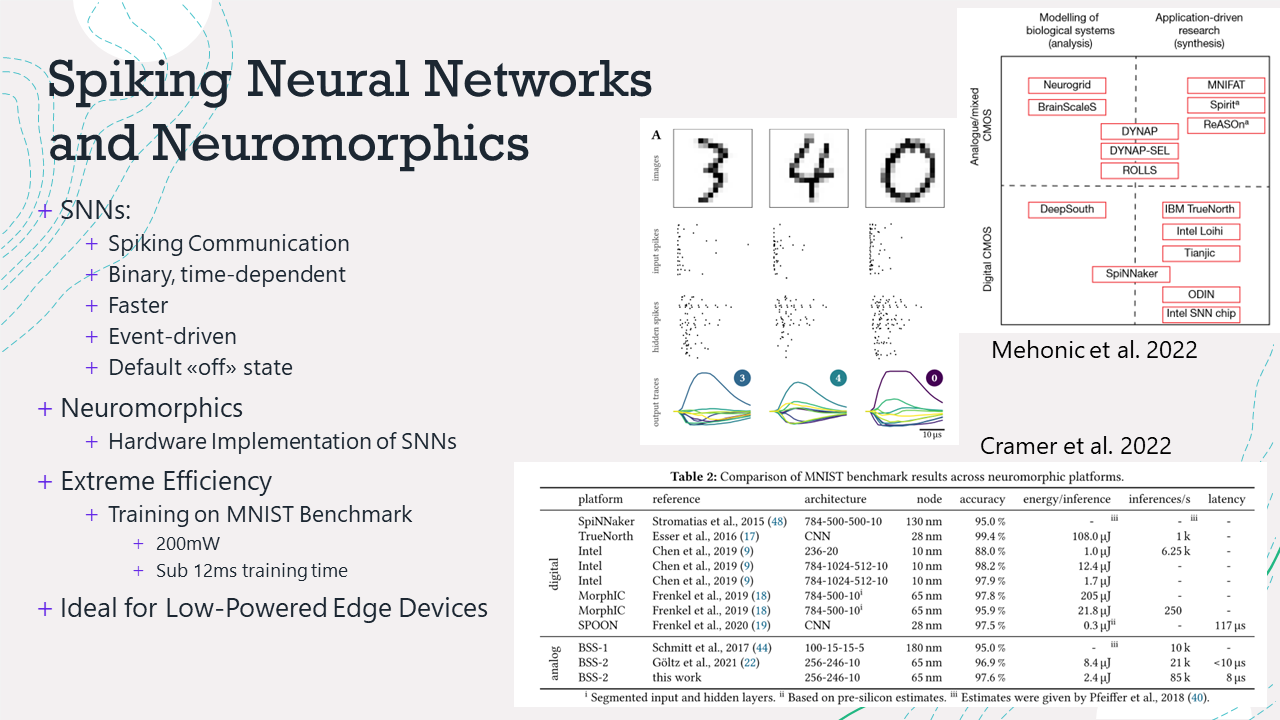 Spiking Neural Networks
and Neuromorphics
+ SNNs:
+ Spiking Communication
+ Binary, time-dependent
+ Faster
+ Event-driven
+ Default «off» state
+ Neuromorphics
+ Hardware Implementation of SNNs
+ Extreme Efficiency
+ Training on MNIST Benchmark
+ 200mW
+ Sub 12ms training time
+ Ideal for Low-Powered Edge Devices
A
images
3 4 0
input spikes
hidden spikes
output traces
3 4 0
10 µs
Modelling of
biological systems
(analysis)
Application-driven
research
(synthesis)
Analogue/mixed
CMOS
Neurogrid
BrainScaleS
MNIFAT
Spiritᵃ
ReASOnᵃ
DYNAP
DYNAP-SEL
ROLLS
Digital CMOS
DeepSouth
IBM TrueNorth
Intel Loihi
Tianjic
SpiNNaker
ODIN
Intel SNN chip
Mehonic et al. 2022
Cramer et al. 2022
Table 2: Comparison of MNIST benchmark results across neuromorphic platforms.
platform reference architecture node accuracy energy/inference inferences/s latency
digital
SpiNNaker Stromatias et al., 2015 (48) 784-500-500-10 130 nm 95.0 % - ⁱⁱⁱ - ⁱⁱⁱ -
TrueNorth Esser et al., 2016 (17) CNN 28 nm 99.4 % 108.0 µJ 1 k -
Intel Chen et al., 2019 (9) 236-20 10 nm 88.0 % 1.0 µJ 6.25 k -
Intel Chen et al., 2019 (9) 784-1024-512-10 10 nm 98.2 % 12.4 µJ - -
Intel Chen et al., 2019 (9) 784-1024-512-10 10 nm 97.9 % 1.7 µJ - -
MorphIC Frenkel et al., 2019 (18) 784-500-10ⁱ 65 nm 97.8 % 205 µJ - -
MorphIC Frenkel et al., 2019 (18) 784-500-10ⁱ 65 nm 95.9 % 21.8 µJ 250 -
SPOON Frenkel et al., 2020 (19) CNN 28 nm 97.5 % 0.3 µJⁱⁱ - 117 µs
analog
BSS-1 Schmitt et al., 2017 (44) 100-15-15-5 180 nm 95.0 % - ⁱⁱⁱ 10 k -
BSS-2 Göltz et al., 2021 (22) 256-246-10 65 nm 96.9 % 8.4 µJ 21 k <10 µs
BSS-2 this work 256-246-10 65 nm 97.6 % 2.4 µJ 85 k 8 µs
ⁱ Segmented input and hidden layers. ⁱⁱ Based on pre-silicon estimates. ⁱⁱⁱ Estimates were given by Pfeiffer et al., 2018 (40).